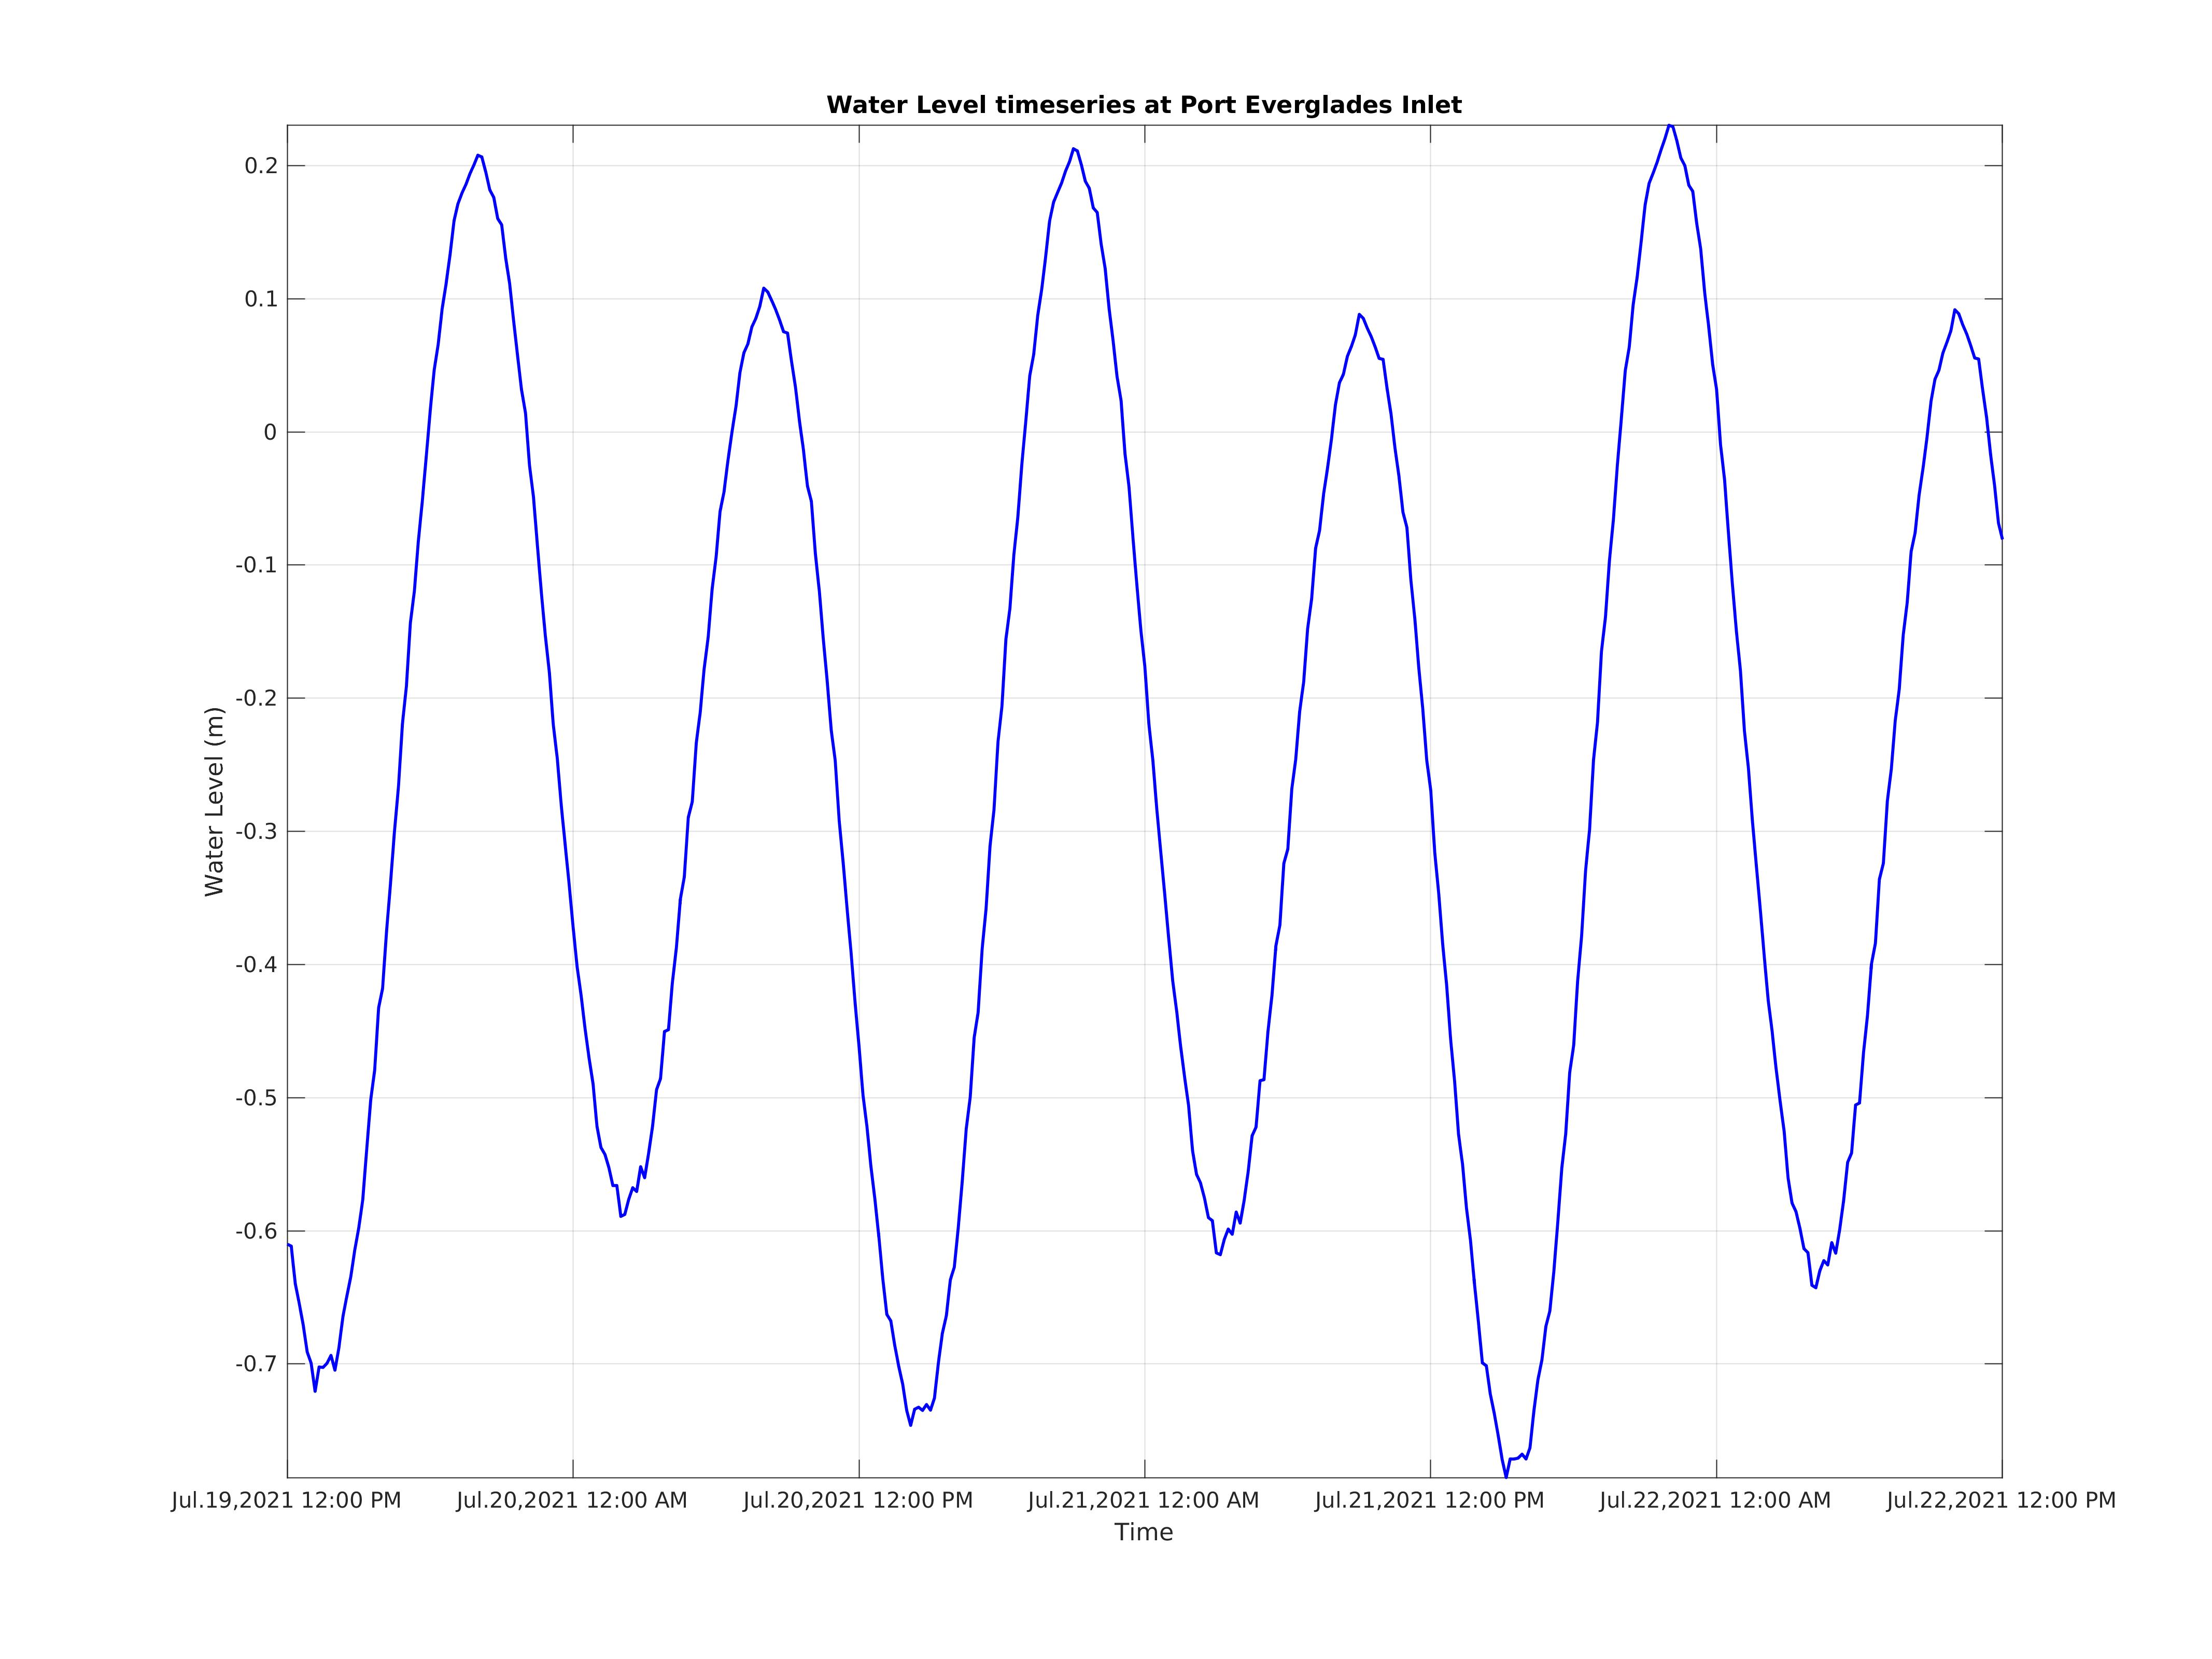 Water Level timeseries at Port Everglades Inlet
0.2
0.1
0
-0.1
-0.2
-0.3
-0.4
-0.5
-0.6
-0.7
Water Level (m)
Jul.19,2021 12:00 PM
Jul.20,2021 12:00 AM
Jul.20,2021 12:00 PM
Jul.21,2021 12:00 AM
Jul.21,2021 12:00 PM
Jul.22,2021 12:00 AM
Jul.22,2021 12:00 PM
Time